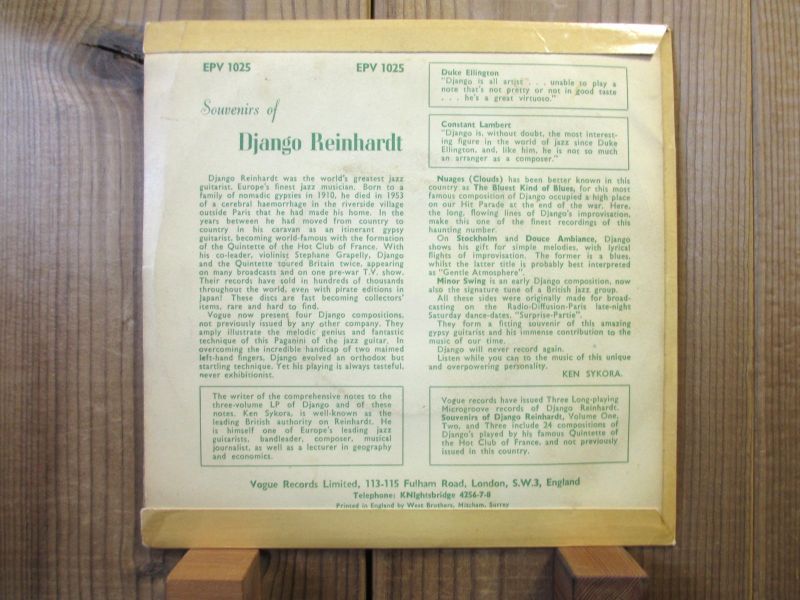 EPV 1025 EPV 1025
Souvenirs of
Django Reinhardt
Django Reinhardt was the world's greatest jazz
guitarist, Europe's finest jazz musician. Born to a
family of nomadic gypsies in 1910, he died in 1953
of a cerebral haemorrhage in the riverside village
outside Paris that he had made his home. In the
years between he had moved from country to
country in his caravan as an itinerant gypsy
guitarist, becoming world-famous with the formation
of the Quintette of the Hot Club of France. With
his co-leader, violinist Stephane Grapelly, Django
and the Quintette toured Britain twice, appearing
on many broadcasts and on one pre-war T.V. show.
Their records have sold in hundreds of thousands
throughout the world, even with pirate editions in
Japan! These discs are fast becoming collectors'
items, rare and hard to find.
Vogue now present four Django compositions,
not previously issued by any other company. They
amply illustrate the melodic genius and fantastic
technique of this Paganini of the jazz guitar. In
overcoming the incredible handicap of two maimed
left-hand fingers, Django evolved an orthodox but
startling technique. Yet his playing is always tasteful,
never exhibitionist.
The writer of the comprehensive notes to the
three-volume LP of Django and of these
notes, Ken Sykora, is well-known as the
leading British authority on Reinhardt. He
is himself one of Europe's leading jazz
guitarists, bandleader, composer, musical
journalist, as well as a lecturer in geography
and economics.
Duke Ellington
"Django is all artist . . . unable to play a
note that's not pretty or not in good taste
. . . he's a great virtuoso."
Constant Lambert
"Django is, without doubt, the most interest-
ing figure in the world of jazz since Duke
Ellington, and, like him, he is not so much
an arranger as a composer."
Nuages (Clouds) has been better known in this
country as The Bluest Kind of Blues, for this most
famous composition of Django occupied a high place
on our Hit Parade at the end of the war. Here,
the long, flowing lines of Django's improvisation,
make this one of the finest recordings of this
haunting number.
On Stockholm and Douce Ambiance, Django
shows his gift for simple melodies, with lyrical
flights of improvisation. The former is a blues,
whilst the latter title is probably best interpreted
as "Gentle Atmosphere".
Minor Swing is an early Django composition, now
also the signature tune of a British jazz group.
All these sides were originally made for broad-
casting on the Radio-Diffusion-Paris late-night
Saturday dance-dates, "Surprise-Partie".
They form a fitting souvenir of this amazing
gypsy guitarist and his immense contribution to the
music of our time.
Django will never record again.
Listen while you can to the music of this unique
and overpowering personality.
KEN SYKORA.
Vogue records have issued Three Long-playing
Microgroove records of Django Reinhardt.
Souvenirs of Django Reinhardt, Volume One,
Two, and Three include 24 compositions of
Django's played by his famous Quintette of
the Hot Club of France, and not previously
issued in this country.
Vogue Records Limited, 113-115 Fulham Road, London, S.W.3, England
Telephone: KNIghtsbridge 4256-7-8
Printed in England by West Brothers, Mitcham, Surrey